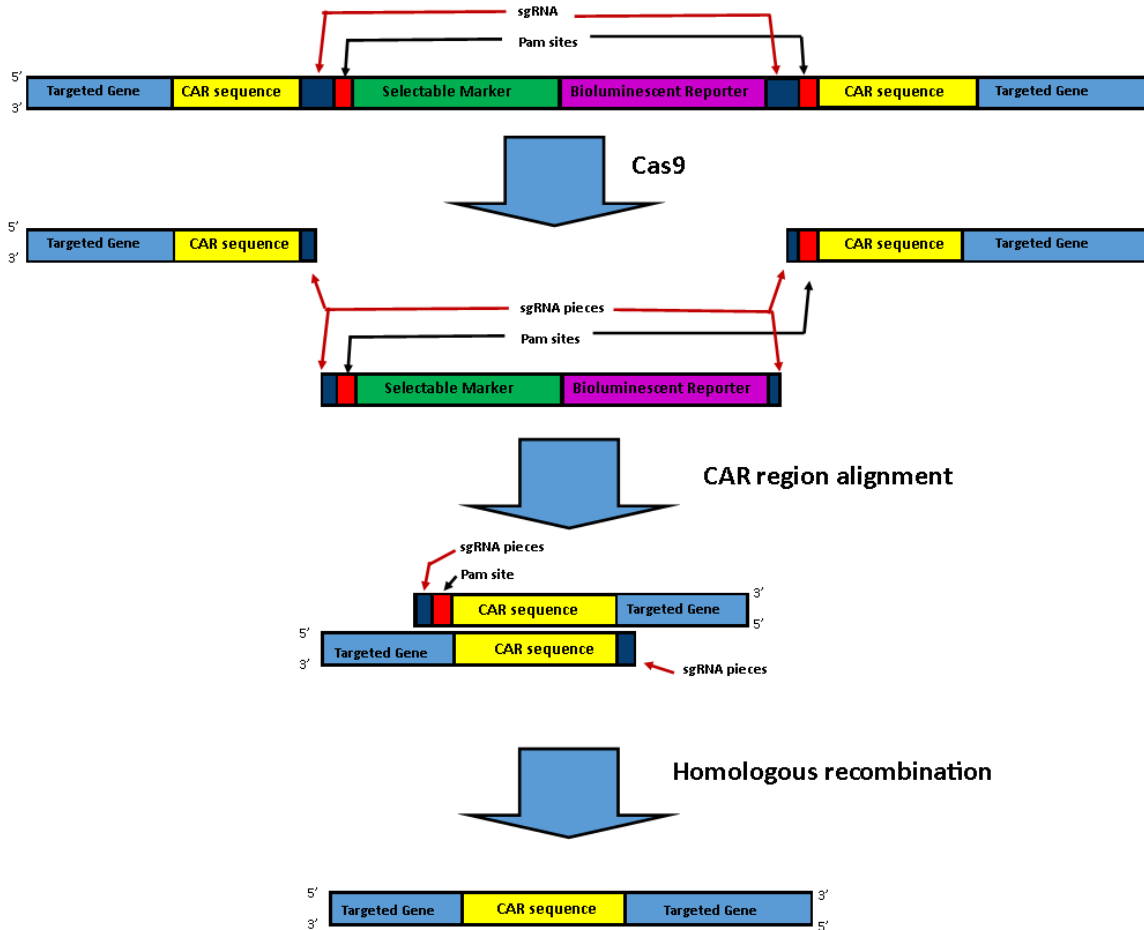 sgRNA
Pam sites
5'
3'
Targeted Gene
CAR sequence
Selectable Marker
Bioluminescent Reporter
CAR sequence
Targeted Gene
Cas9
5'
3'
Targeted Gene
CAR sequence
CAR sequence
Targeted Gene
sgRNA pieces
Pam sites
Selectable Marker
Bioluminescent Reporter
CAR region alignment
sgRNA pieces
Pam site
CAR sequence
Targeted Gene
3'
5'
5'
3'
Targeted Gene
CAR sequence
sgRNA pieces
Homologous recombination
5'
3'
Targeted Gene
CAR sequence
Targeted Gene
3'
5'